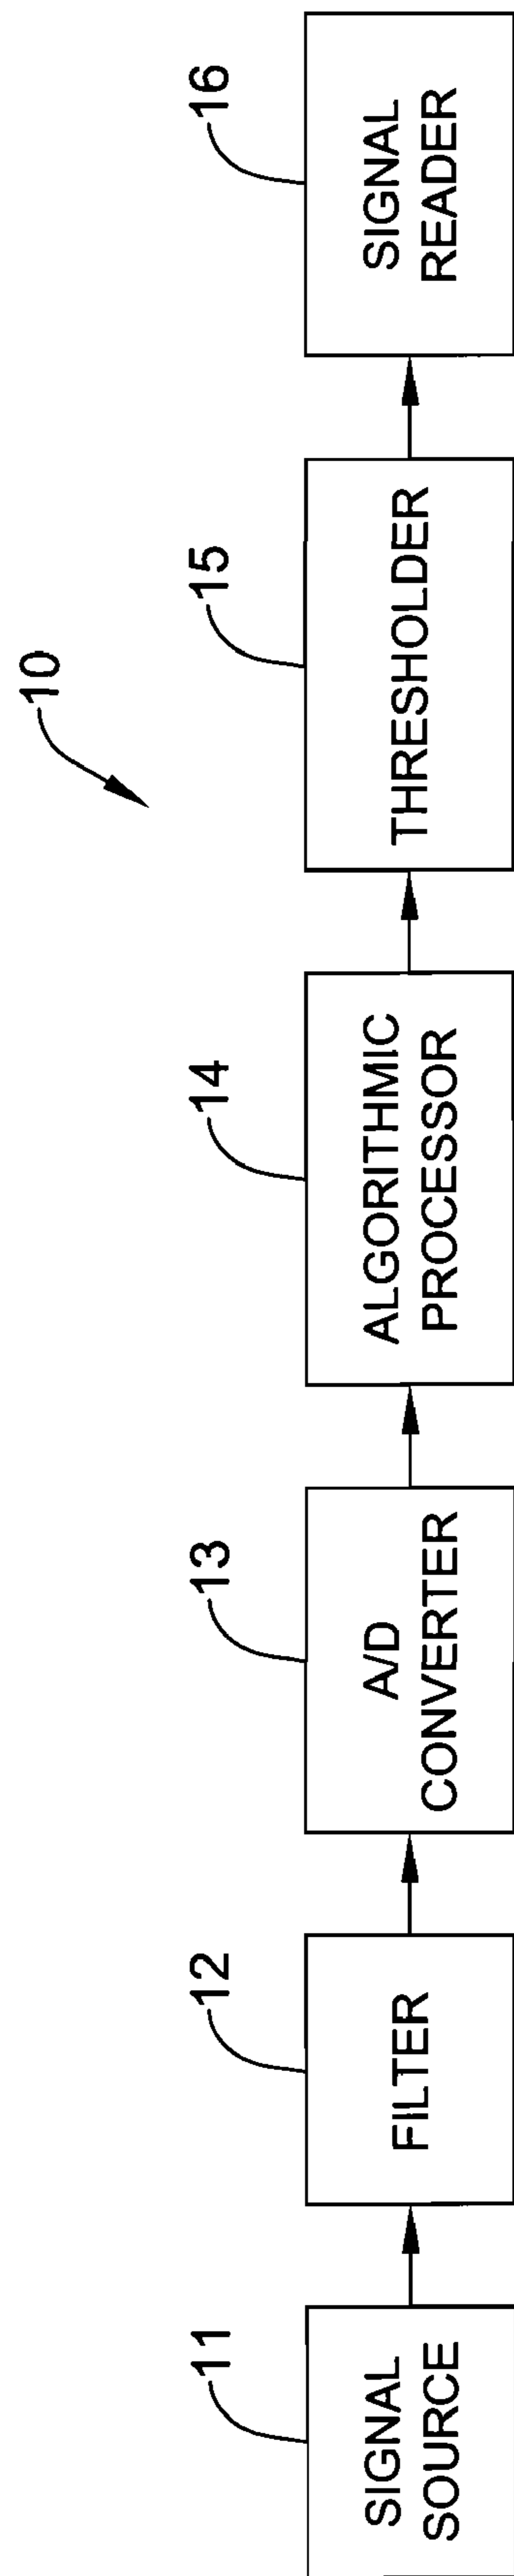 10
11
12
13
14
15
16
SIGNAL
SOURCE
FILTER
A/D
CONVERTER
ALGORITHMIC
PROCESSOR
THRESHOLDER
SIGNAL
READER